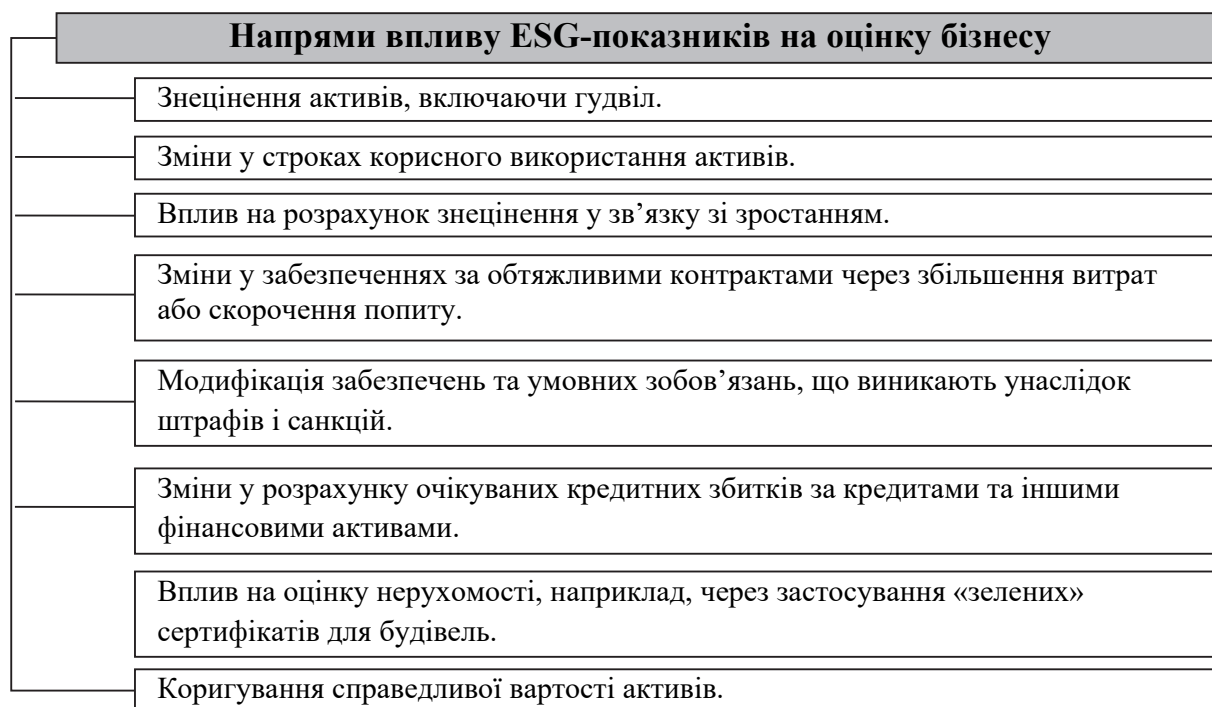 Напрями впливу ESG-показників на оцінку бізнесу
Знецінення активів, включаючи гудвіл.
Зміни у строках корисного використання активів.
Вплив на розрахунок знецінення у зв’язку зі зростанням.
Зміни у забезпеченнях за обтяжливими контрактами через збільшення витрат
або скорочення попиту.
Модифікація забезпечень та умовних зобов’язань, що виникають унаслідок
штрафів і санкцій.
Зміни у розрахунку очікуваних кредитних збитків за кредитами та іншими
фінансовими активами.
Вплив на оцінку нерухомості, наприклад, через застосування «зелених»
сертифікатів для будівель.
Коригування справедливої вартості активів.